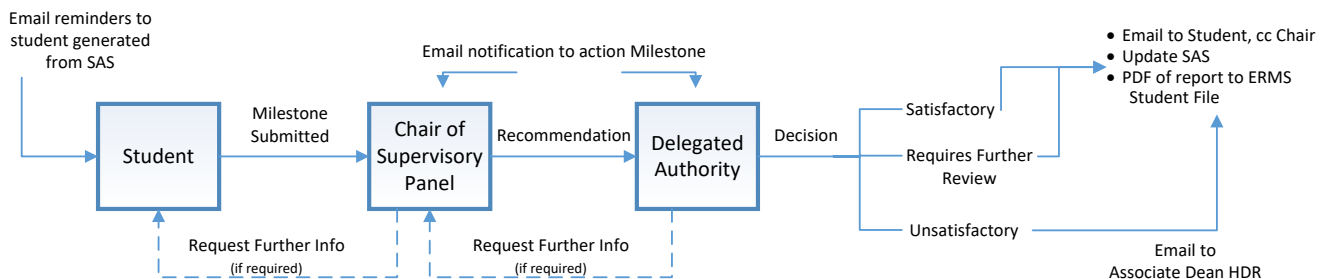 Email reminders to
student generated
from SAS
Email notification to action Milestone
• Email to Student, cc Chair
• Update SAS
• PDF of report to ERMS
Student File
Student
Milestone
Submitted
Chair of
Supervisory
Panel
Recommendation
Delegated
Authority
Decision
Satisfactory
Requires Further
Review
Unsatisfactory
Request Further Info
(if required)
Request Further Info
(if required)
Email to
Associate Dean HDR